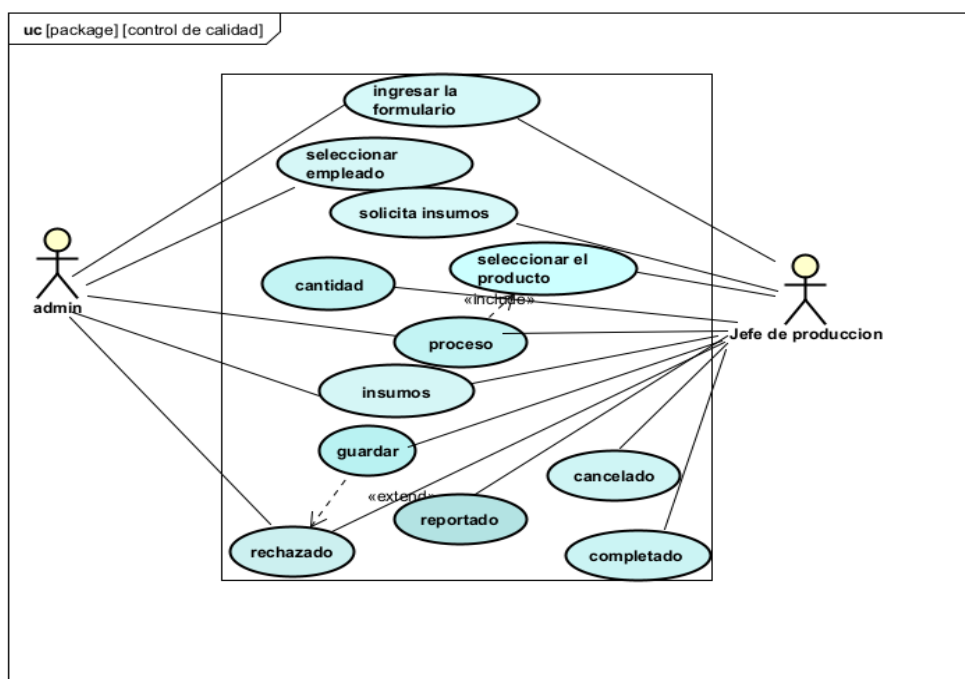 uc [package] [control de calidad]
ingresar la
formulario
seleccionar
empleado
solicita insumos
seleccionar el
producto
cantidad
«include»
admin
proceso
Jefe de produccion
insumos
guardar
cancelado
«extend»
reportado
rechazado
completado